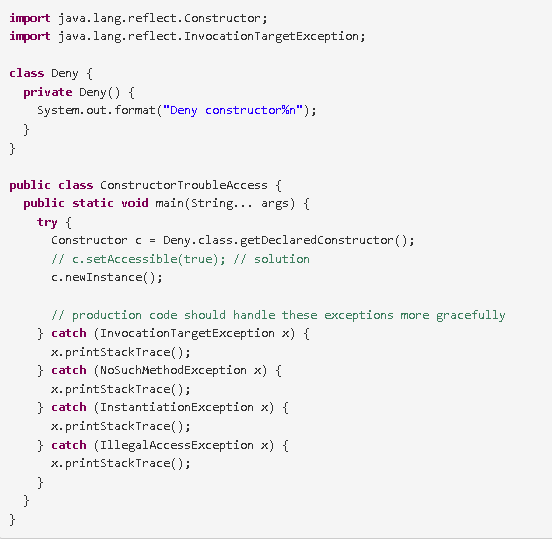 import java.lang.reflect.Constructor;
import java.lang.reflect.InvocationTargetException;

class Deny {
  private Deny() {
    System.out.format("Deny constructor%n");
  }
}

public class ConstructorTroubleAccess {
  public static void main(String... args) {
    try {
      Constructor c = Deny.class.getDeclaredConstructor();
      // c.setAccessible(true); // solution
      c.newInstance();

      // production code should handle these exceptions more gracefully
    } catch (InvocationTargetException x) {
      x.printStackTrace();
    } catch (NoSuchMethodException x) {
      x.printStackTrace();
    } catch (InstantiationException x) {
      x.printStackTrace();
    } catch (IllegalAccessException x) {
      x.printStackTrace();
    }
  }
}